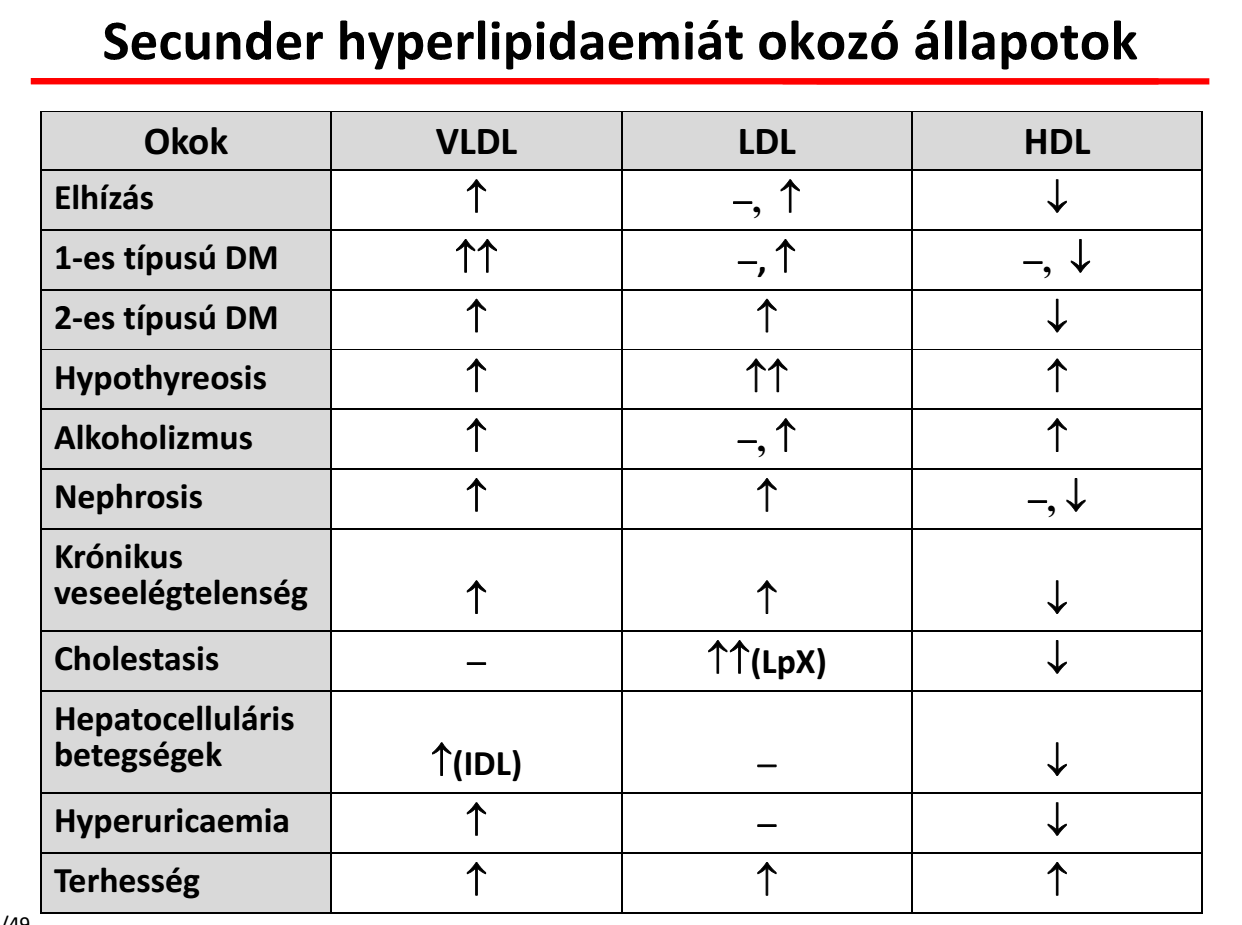 Secunder hyperlipidaemiát okozó állapotok
Okok VLDL LDL HDL
Elhízás ↑ –, ↑ ↓
1-es típusú DM ↑↑ –, ↑ –, ↓
2-es típusú DM ↑ ↑ ↓
Hypothyreosis ↑ ↑↑ ↑
Alkoholizmus ↑ –, ↑ ↑
Nephrosis ↑ ↑ –, ↓
Krónikus
veseelégtelenség ↑ ↑ ↓
Cholestasis – ↑↑(LpX) ↓
Hepatocelluláris
betegségek ↑(IDL) – ↓
Hyperuricaemia ↑ – ↓
Terhesség ↑ ↑ ↑
/49